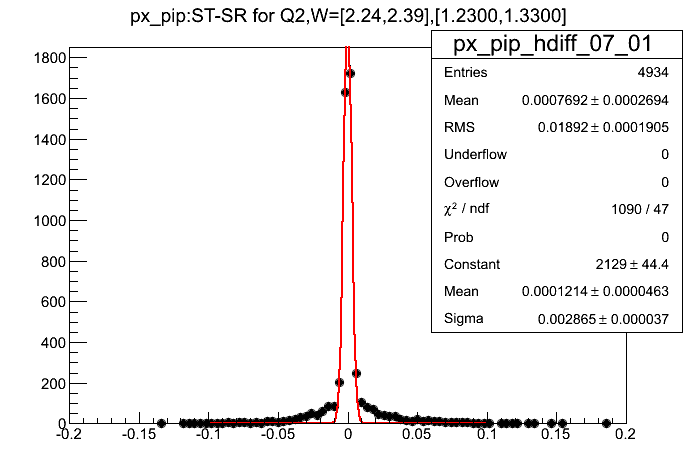 px_pip:ST-SR for Q2,W=[2.24,2.39],[1.2300,1.3300]
px_pip_hdiff_07_01
Entries 4934
Mean 0.0007692 ± 0.0002694
RMS 0.01892 ± 0.0001905
Underflow 0
Overflow 0
χ² / ndf 1090 / 47
Prob 0
Constant 2129 ± 44.4
Mean 0.0001214 ± 0.0000463
Sigma 0.002865 ± 0.000037
1800
1600
1400
1200
1000
800
600
400
200
0
-0.2 -0.15 -0.1 -0.05 0 0.05 0.1 0.15 0.2